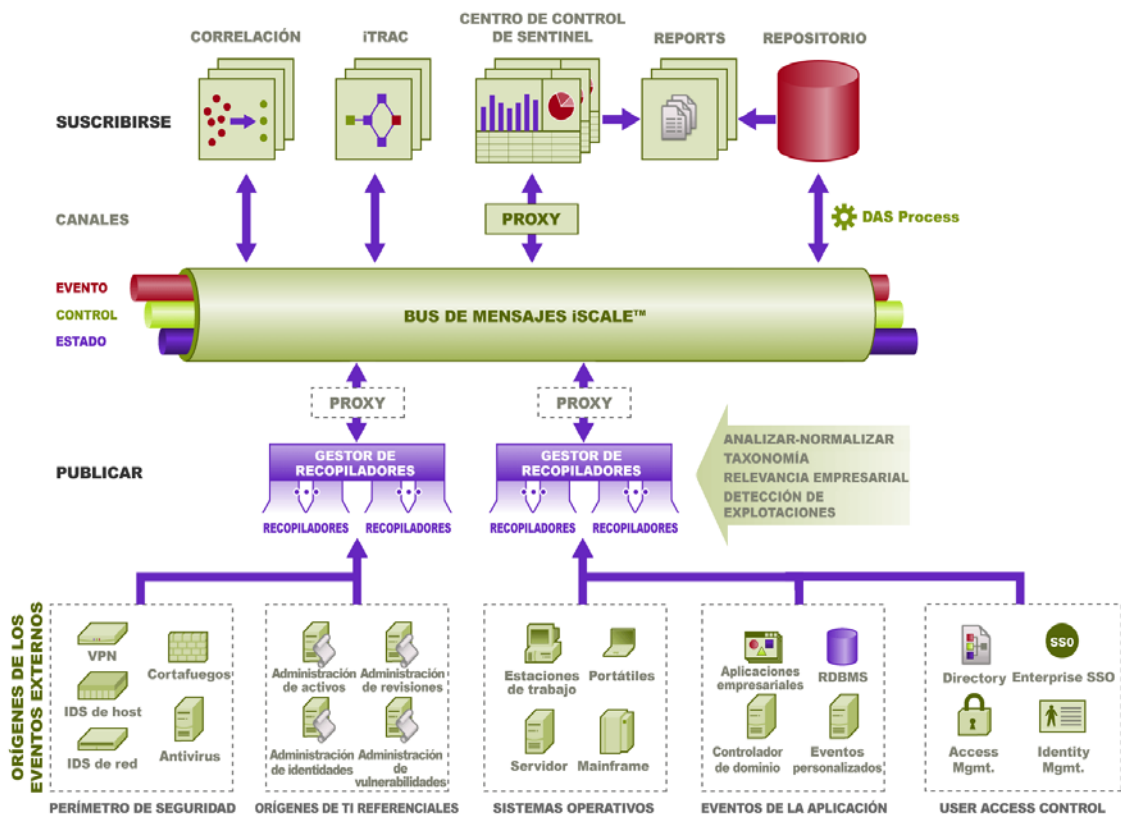 CENTRO DE CONTROL
DE SENTINEL
CORRELACIÓN
iTRAC
REPORTS
REPOSITORIO
SUSCRIBIRSE
CANALES
PROXY
DAS Process
EVENTO
CONTROL
ESTADO
BUS DE MENSAJES iSCALE™
PROXY
PROXY
PUBLICAR
GESTOR DE
RECOPILADORES
RECOPILADORES
RECOPILADORES
GESTOR DE
RECOPILADORES
RECOPILADORES
RECOPILADORES
ANALIZAR-NORMALIZAR
TAXONOMÍA
RELEVANCIA EMPRESARIAL
DETECCIÓN DE
EXPLOTACIONES
ORÍGENES DE LOS
EVENTOS EXTERNOS
VPN
Cortafuegos
IDS de host
IDS de red
Antivirus
PERÍMETRO DE SEGURIDAD
Administración
de activos
Administración
de revisiones
Administración
de identidades
Administración
de
vulnerabilidades
ORÍGENES DE TI REFERENCIALES
Estaciones
de trabajo
Portátiles
Servidor
Mainframe
SISTEMAS OPERATIVOS
Aplicaciones
empresariales
RDBMS
Controlador
de dominio
Eventos
personalizados
EVENTOS DE LA APLICACIÓN
Directory
SSO
Enterprise SSO
Access
Mgmt.
Identity
Mgmt.
USER ACCESS CONTROL